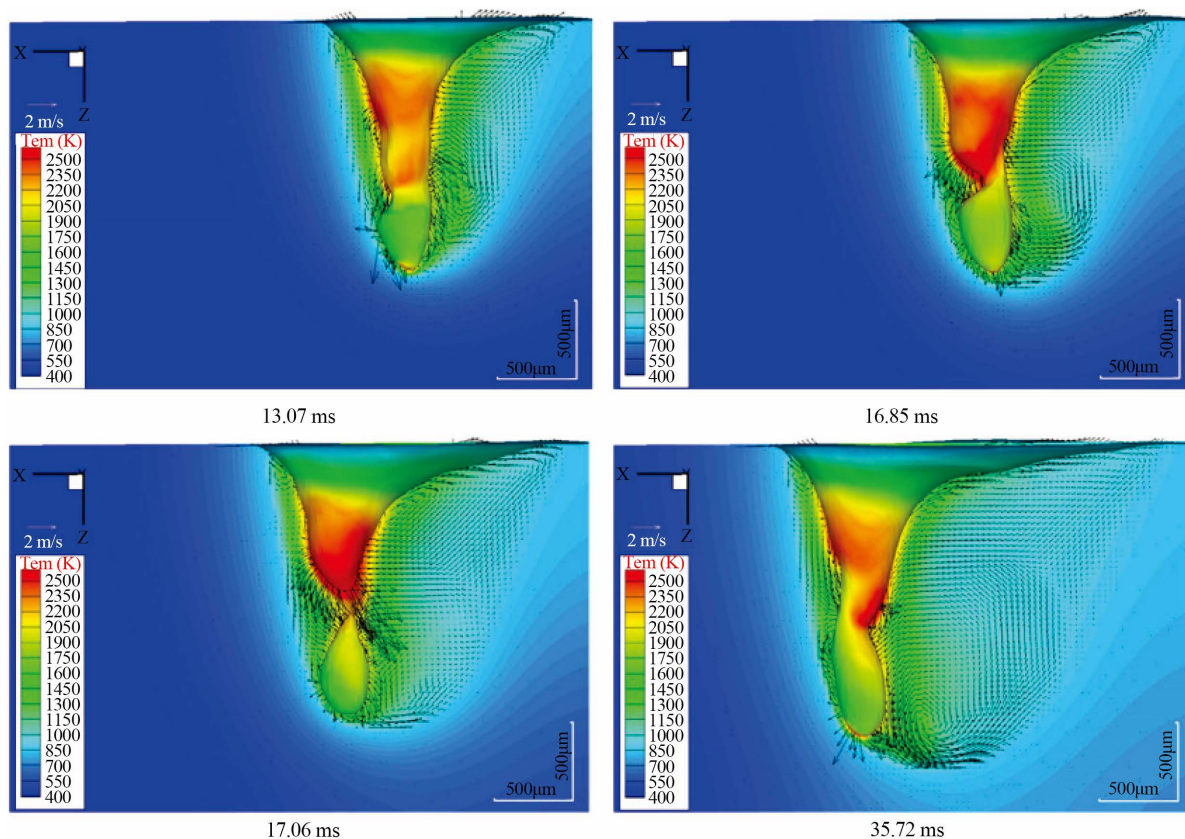 X
Z
2 m/s
Tem (K)
2500
2350
2200
2050
1900
1750
1600
1450
1300
1150
1000
850
700
550
400
500μm
500μm
13.07 ms
X
Z
2 m/s
Tem (K)
2500
2350
2200
2050
1900
1750
1600
1450
1300
1150
1000
850
700
550
400
500μm
500μm
16.85 ms
X
Z
2 m/s
Tem (K)
2500
2350
2200
2050
1900
1750
1600
1450
1300
1150
1000
850
700
550
400
500μm
500μm
17.06 ms
X
Z
2 m/s
Tem (K)
2500
2350
2200
2050
1900
1750
1600
1450
1300
1150
1000
850
700
550
400
500μm
500μm
35.72 ms